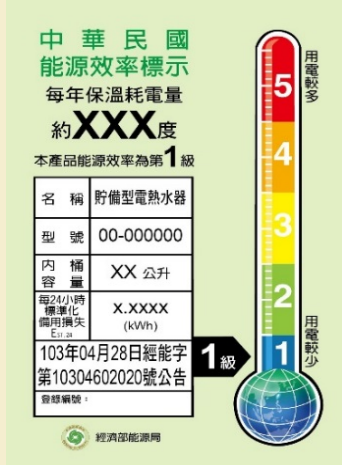 中華民國
能源效率標示
每年保溫耗電量
約XXX度
本產品能源效率為第1級
名稱 貯備型電熱水器
型號 00-000000
內桶
容量
XX 公升
每24小時
標準化
備用損失
Est,24
X.XXXX
(kWh)
103年04月28日經能字
第10304602020號公告
登錄編號：
經濟部能源局
用電較多
5
4
3
2
1
1級
用電較少